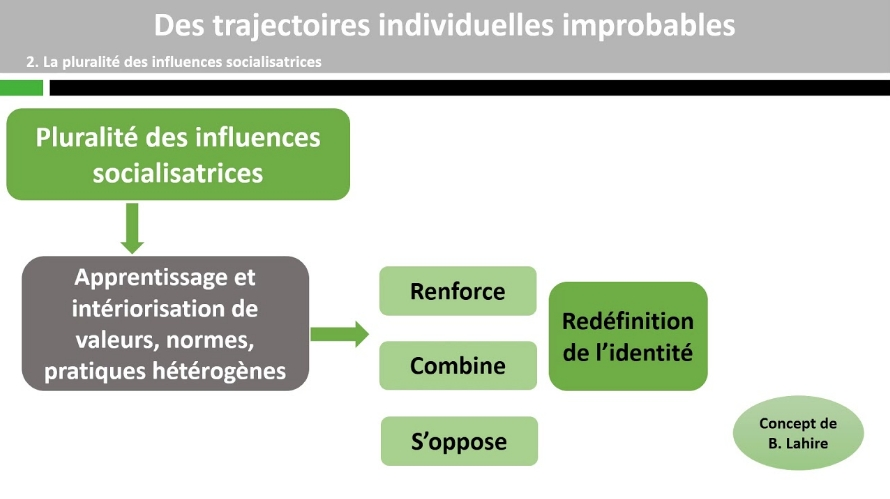 Des trajectoires individuelles improbables
2. La pluralité des influences socialisatrices
Pluralité des influences
socialisatrices
Apprentissage et
intériorisation de
valeurs, normes,
pratiques hétérogènes
Renforce
Combine
S’oppose
Redéfinition
de l’identité
Concept de
B. Lahire